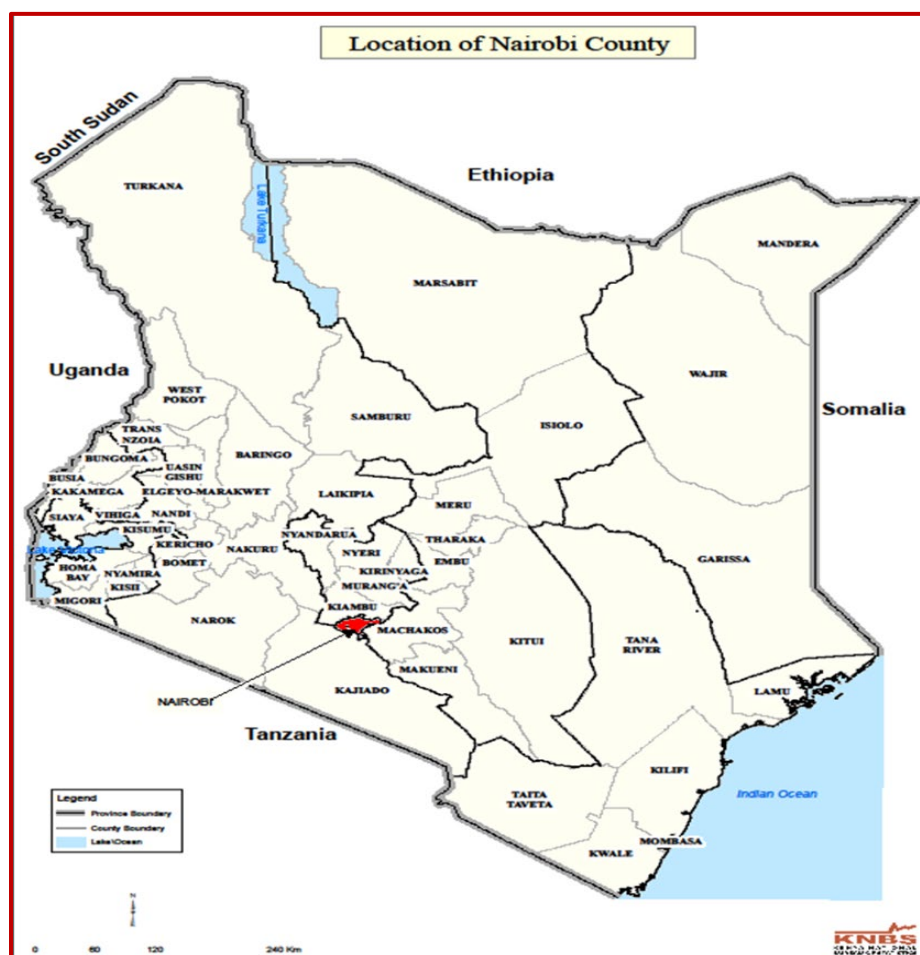 Location of Nairobi County
South Sudan
Ethiopia
TURKANA
Lake Turkana
MANDERA
MARSABIT
Uganda
WAJIR
WEST
POKOT
Somalia
SAMBURU
ISIOLO
TRANS
NZOIA
BARINGO
BUNGOMA
UASIN
GISHU
BUSIA
KAKAMEGA
ELGEYO-MARAKWET
LAIKIPIA
MERU
SIAYA
VIHIGA
NANDI
KISUMU
NYANDARUA
THARAKA
Lake Victoria
KERICHO
NAKURU
NYERI
EMBU
GARISSA
HOMA
BAY
NYAMIRA
BOMET
KIRINYAGA
KISII
MURANG'A
MIGORI
NAROK
KIAMBU
MACHAKOS
KITUI
TANA
RIVER
MAKUENI
KAJIADO
LAMU
NAIROBI
Tanzania
KILIFI
TAITA
TAVETA
Indian Ocean
MOMBASA
KWALE
Legend
Province Boundary
County Boundary
Lake\Ocean
N
0 60 120 240 Km
KNBS
KENYA NATIONAL